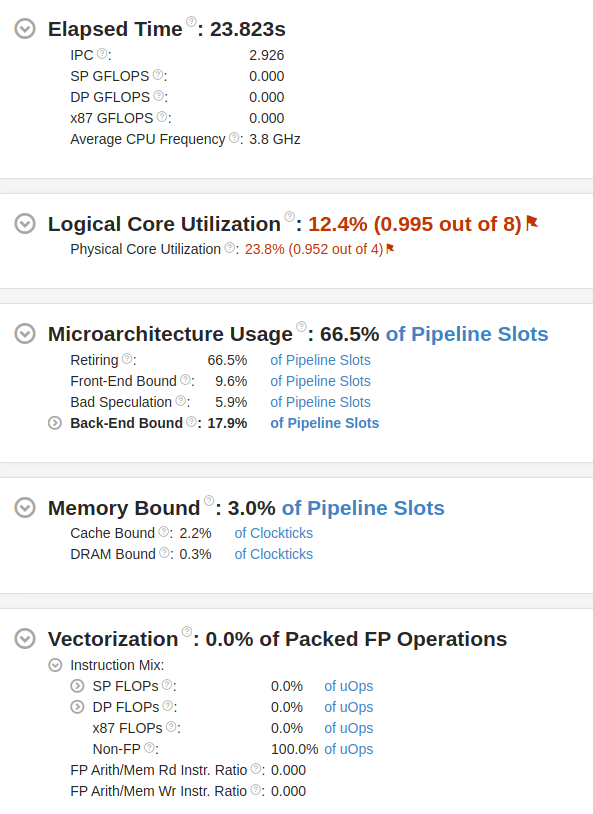 Elapsed Time ?: 23.823s
IPC ?: 2.926
SP GFLOPS ?: 0.000
DP GFLOPS ?: 0.000
x87 GFLOPS ?: 0.000
Average CPU Frequency ?: 3.8 GHz
Logical Core Utilization ?: 12.4% (0.995 out of 8)
Physical Core Utilization ?: 23.8% (0.952 out of 4)
Microarchitecture Usage ?: 66.5% of Pipeline Slots
Retiring ?: 66.5% of Pipeline Slots
Front-End Bound ?: 9.6% of Pipeline Slots
Bad Speculation ?: 5.9% of Pipeline Slots
Back-End Bound ?: 17.9% of Pipeline Slots
Memory Bound ?: 3.0% of Pipeline Slots
Cache Bound ?: 2.2% of Clockticks
DRAM Bound ?: 0.3% of Clockticks
Vectorization ?: 0.0% of Packed FP Operations
Instruction Mix:
SP FLOPs ?: 0.0% of uOps
DP FLOPs ?: 0.0% of uOps
x87 FLOPs ?: 0.0% of uOps
Non-FP ?: 100.0% of uOps
FP Arith/Mem Rd Instr. Ratio ?: 0.000
FP Arith/Mem Wr Instr. Ratio ?: 0.000